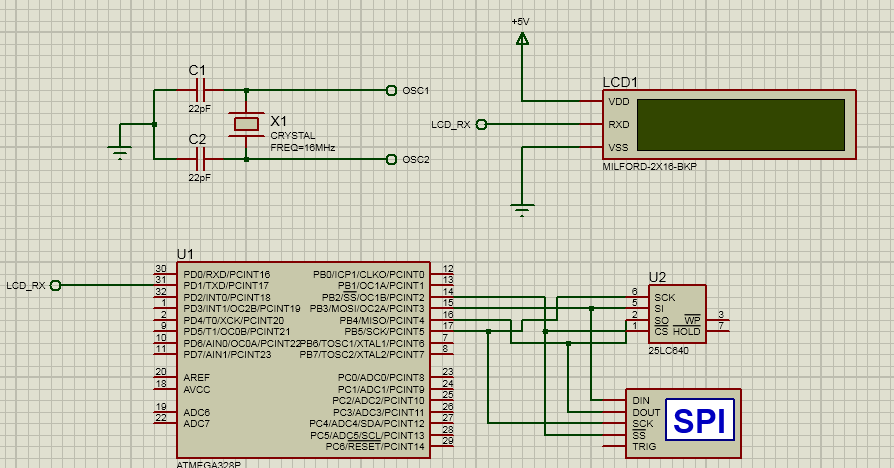 +5V
C1
22pF
OSC1
X1
CRYSTAL
FREQ=16MHz
C2
22pF
OSC2
LCD1
VDD
LCD_RX
RXD
VSS
MILFORD-2X16-BKP
U1
LCD_RX
30 PD0/RXD/PCINT16 PB0/ICP1/CLKO/PCINT0 12
31 PD1/TXD/PCINT17 PB1/OC1A/PCINT1 13
32 PD2/INT0/PCINT18 PB2/SS/OC1B/PCINT2 14
1 PD3/INT1/OC2B/PCINT19 PB3/MOSI/OC2A/PCINT3 15
2 PD4/T0/XCK/PCINT20 PB4/MISO/PCINT4 16
9 PD5/T1/OC0B/PCINT21 PB5/SCK/PCINT5 17
10 PD6/AIN0/OC0A/PCINT22 PB6/TOSC1/XTAL1/PCINT6 7
11 PD7/AIN1/PCINT23 PB7/TOSC2/XTAL2/PCINT7 8
20 AREF PC0/ADC0/PCINT8 23
18 AVCC PC1/ADC1/PCINT9 24
PC2/ADC2/PCINT10 25
19 ADC6 PC3/ADC3/PCINT11 26
22 ADC7 PC4/ADC4/SDA/PCINT12 27
PC5/ADC5/SCL/PCINT13 28
PC6/RESET/PCINT14 29
ATMEGA328P
U2
6 SCK
5 SI
2 SO WP 3
1 CS HOLD 7
25LC640
DIN
DOUT
SCK
SS
TRIG
SPI